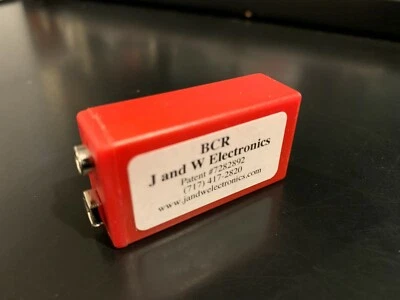 BCR
J and W Electronics
Patent #7282892
(717) 417-2820
www.jandwelectronics.com